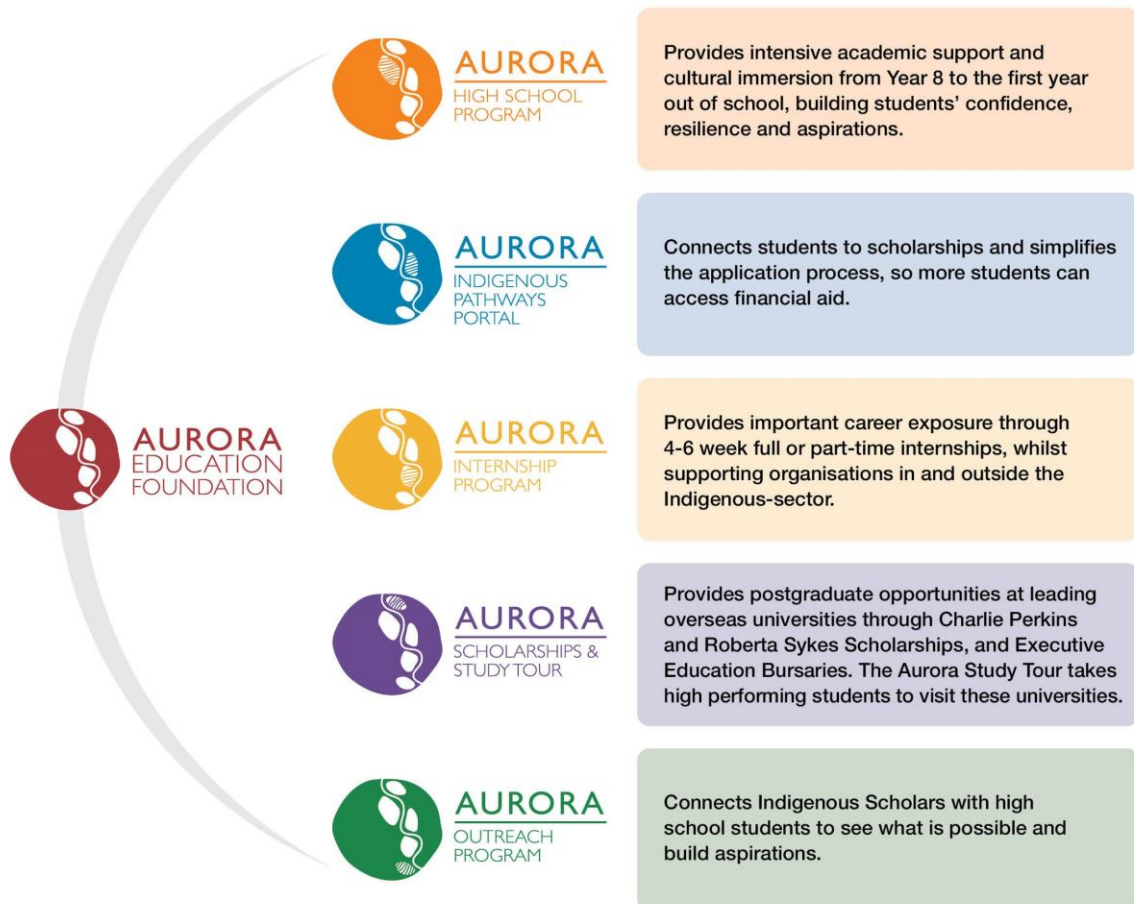 AURORA
HIGH SCHOOL
PROGRAM
Provides intensive academic support and
cultural immersion from Year 8 to the first year
out of school, building students’ confidence,
resilience and aspirations.
AURORA
INDIGENOUS
PATHWAYS
PORTAL
Connects students to scholarships and simplifies
the application process, so more students can
access financial aid.
AURORA
EDUCATION
FOUNDATION
AURORA
INTERNSHIP
PROGRAM
Provides important career exposure through
4-6 week full or part-time internships, whilst
supporting organisations in and outside the
Indigenous-sector.
AURORA
SCHOLARSHIPS &
STUDY TOUR
Provides postgraduate opportunities at leading
overseas universities through Charlie Perkins
and Roberta Sykes Scholarships, and Executive
Education Bursaries. The Aurora Study Tour takes
high performing students to visit these universities.
AURORA
OUTREACH
PROGRAM
Connects Indigenous Scholars with high
school students to see what is possible and
build aspirations.